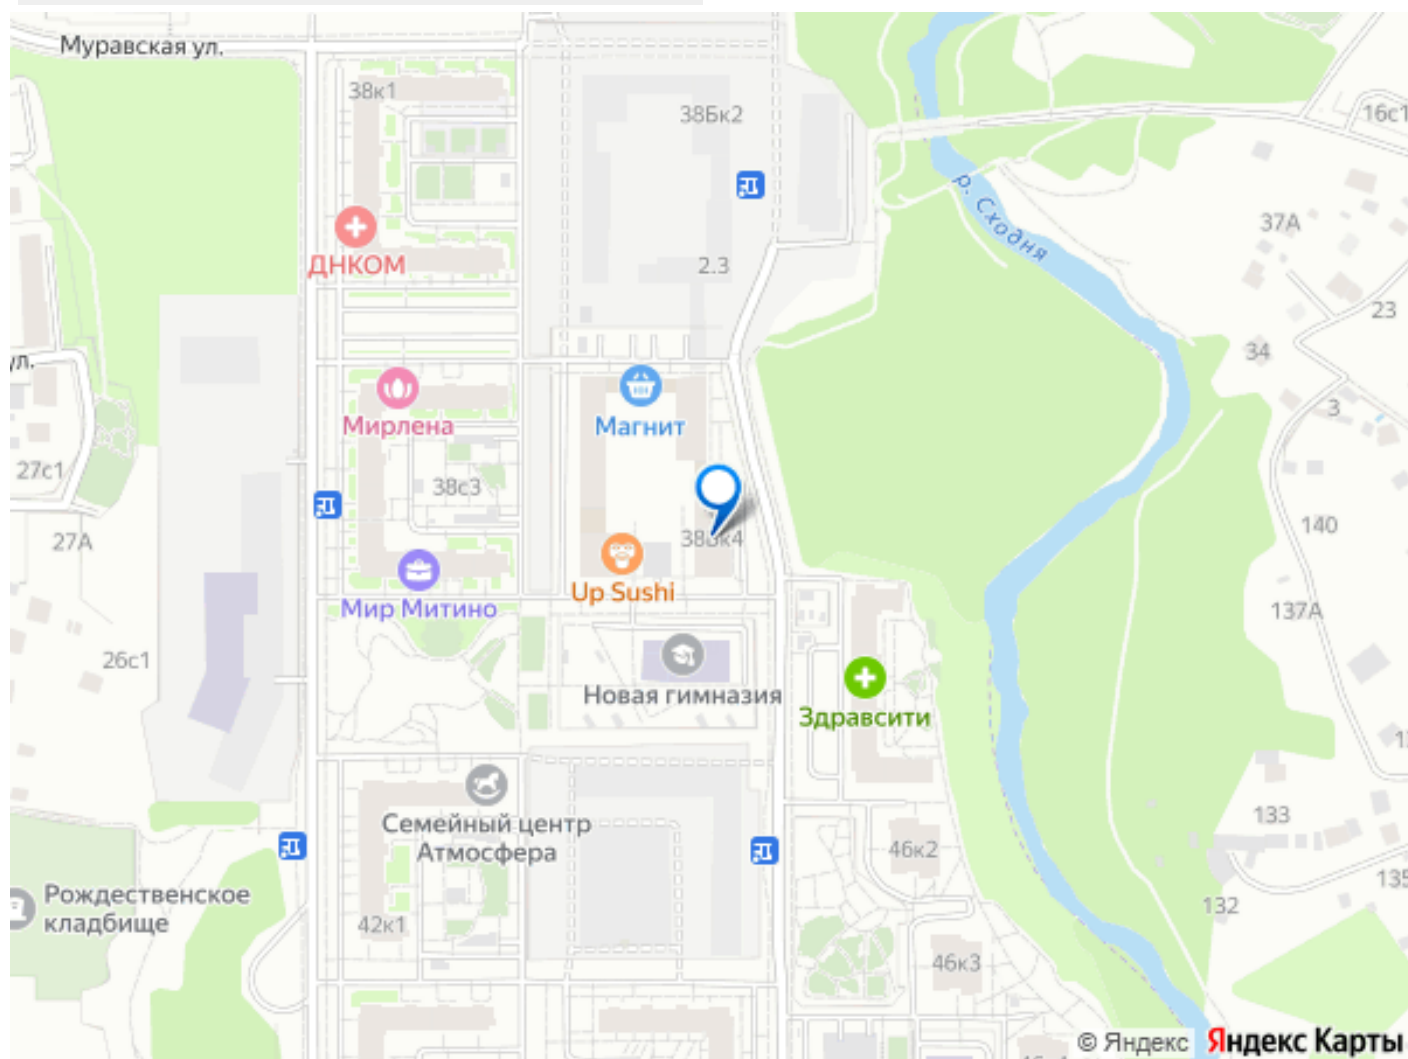 Муравская ул.
38к1
38Бк2
16с1
р. Сходня
37А
ДНКОМ
2.3
23
ул.
34
3
Мирлена
Магнит
27с1
38с3
140
27А
Up Sushi
Мир Митино
137А
26с1
Новая гимназия
Здравсити
133
Семейный центр
Атмосфера
46к2
135
Рождественское
кладбище
132
42к1
46к3
© Яндекс
Яндекс Карты